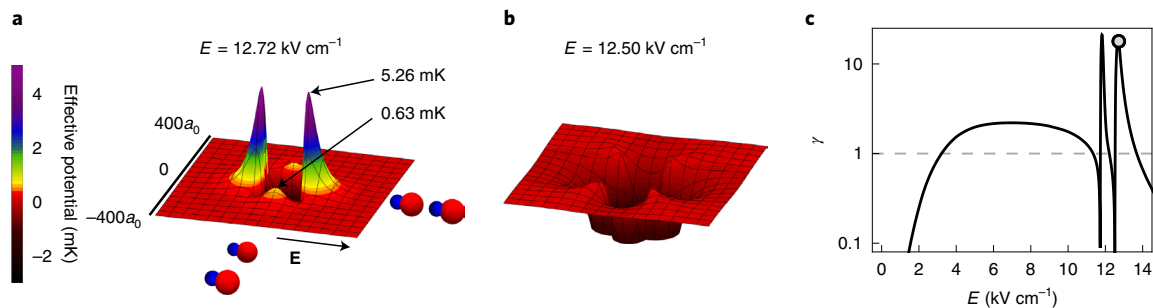 a
E = 12.72 kV cm⁻¹
5.26 mK
0.63 mK
4
2
0
−2
Effective potential (mK)
400a₀
0
−400a₀
E
b
E = 12.50 kV cm⁻¹
c
10
1
0.1
γ
0 2 4 6 8 10 12 14
E (kV cm⁻¹)